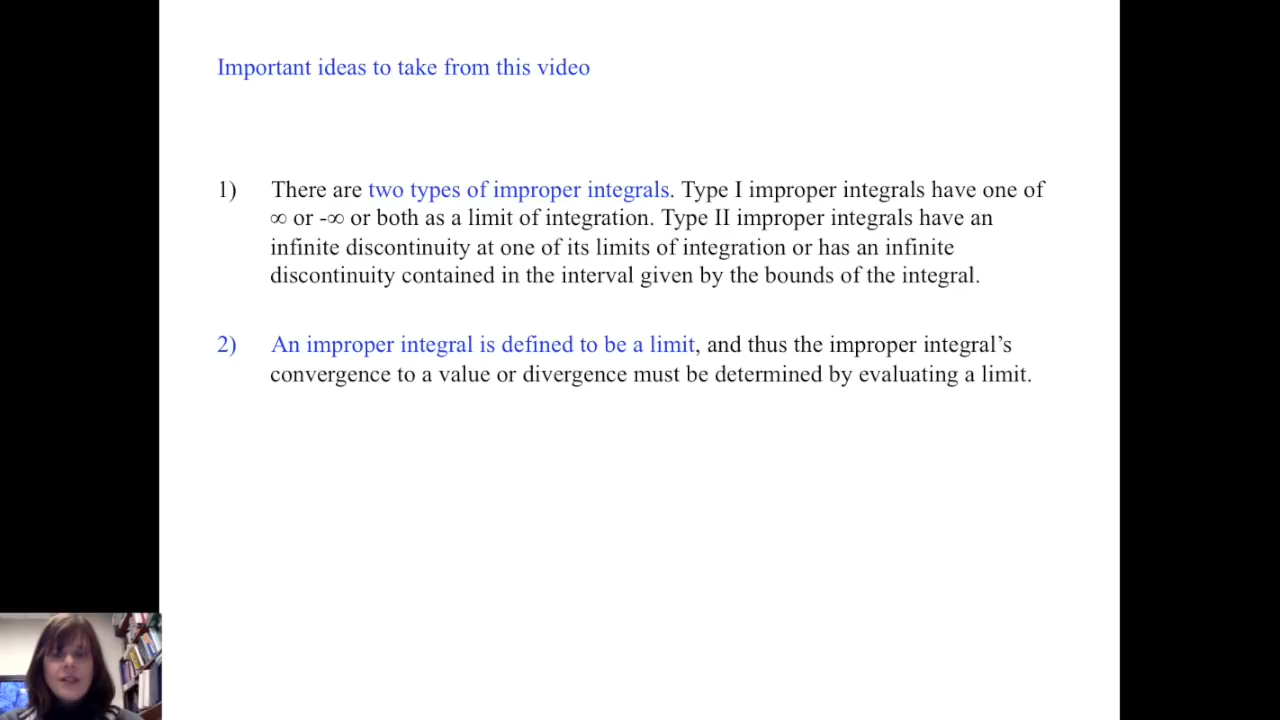 Important ideas to take from this video
1) There are two types of improper integrals. Type I improper integrals have one of
∞ or -∞ or both as a limit of integration. Type II improper integrals have an
infinite discontinuity at one of its limits of integration or has an infinite
discontinuity contained in the interval given by the bounds of the integral.
2) An improper integral is defined to be a limit, and thus the improper integral’s
convergence to a value or divergence must be determined by evaluating a limit.